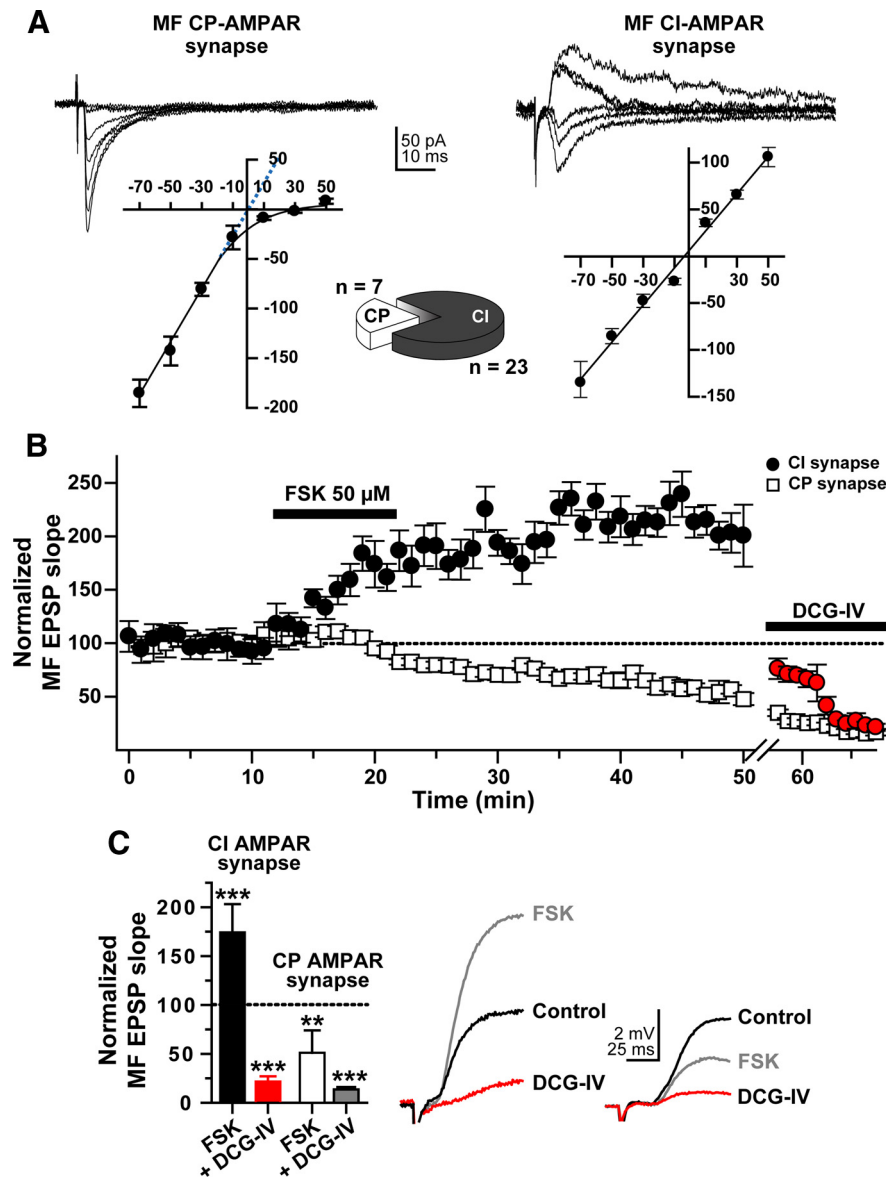 A
MF CP-AMPAR
synapse
MF CI-AMPAR
synapse
50 pA
10 ms
50
-70 -50 -30 -10 10 30 50
-50
-100
-150
-200
n = 7
CP
CI
n = 23
100
50
-70 -50 -30 -10 10 30 50
-50
-100
-150
B
Normalized
MF EPSP slope
250
200
150
100
50
FSK 50 µM
CI synapse
CP synapse
DCG-IV
0 10 20 30 40 50 60
Time (min)
C
CI AMPAR
synapse
Normalized
MF EPSP slope
200
150
100
50
0
***
***
CP AMPAR
synapse
**
***
FSK
+ DCG-IV
FSK
+ DCG-IV
FSK
Control
DCG-IV
2 mV
25 ms
Control
FSK
DCG-IV